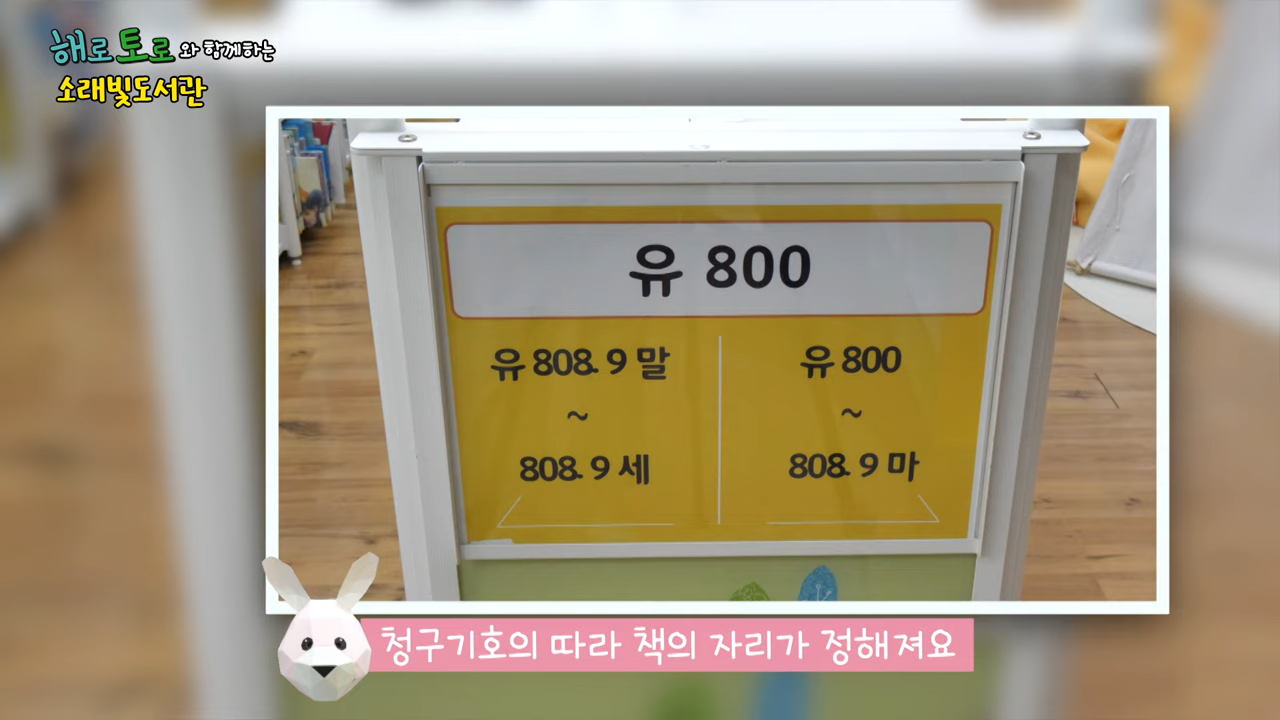 해로토로와 함께하는
소래빛도서관
유 800
유 808.9 말
~
808.9 세
유 800
~
808.9 마
청구기호의 따라 책의 자리가 정해져요